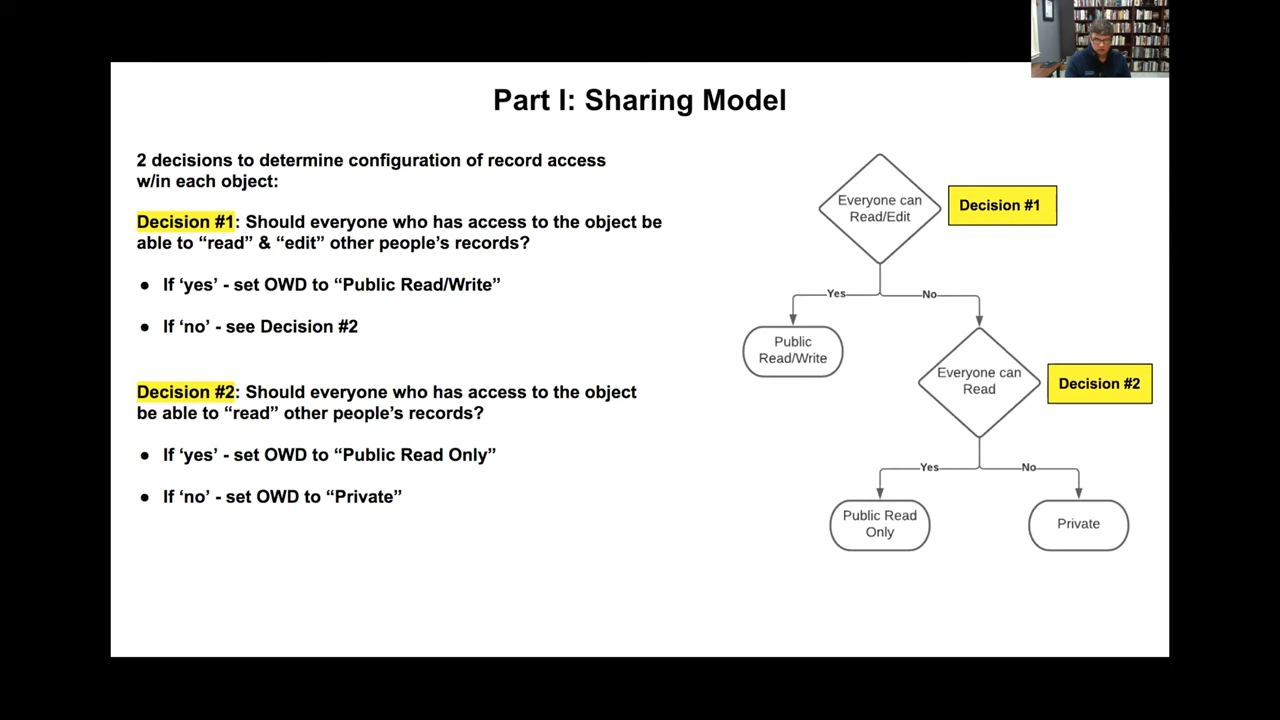 Part I: Sharing Model
2 decisions to determine configuration of record access
w/in each object:
Decision #1: Should everyone who has access to the object be
able to “read” & “edit” other people’s records?
● If ‘yes’ - set OWD to “Public Read/Write”
● If ‘no’ - see Decision #2
Decision #2: Should everyone who has access to the object
be able to “read” other people’s records?
● If ‘yes’ - set OWD to “Public Read Only”
● If ‘no’ - set OWD to “Private”
Everyone can
Read/Edit
Decision #1
Yes
No
Public
Read/Write
Everyone can
Read
Decision #2
Yes
No
Public Read
Only
Private